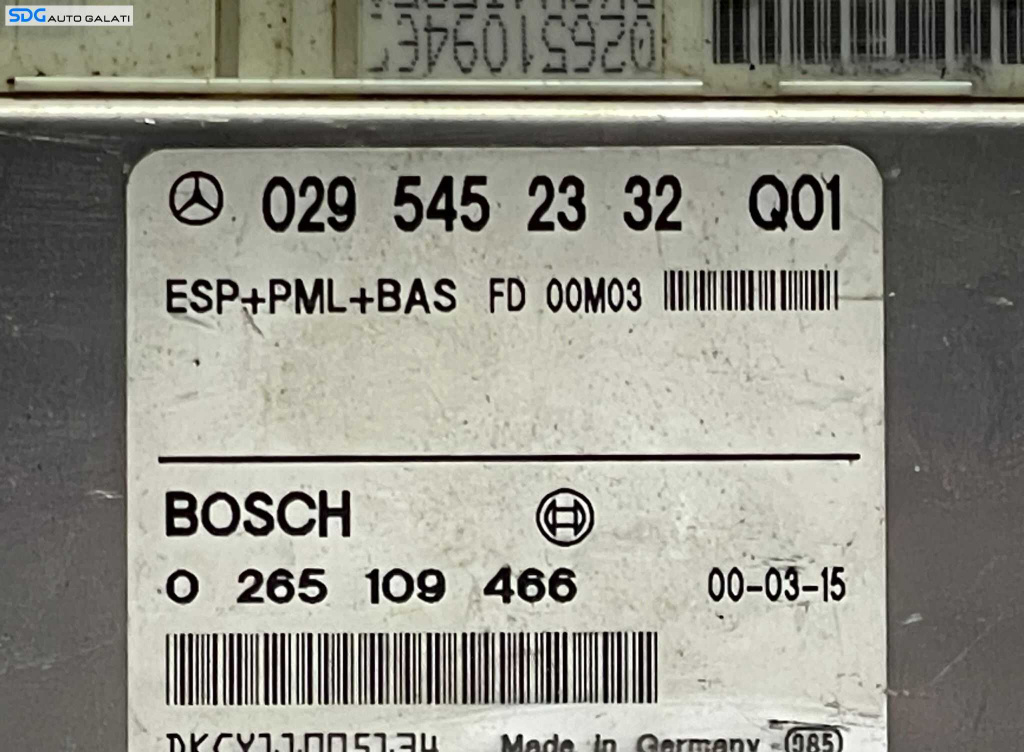 SDG AUTO GALATI
029 545 23 32 Q01
ESP+PML+BAS FD 00M03
BOSCH
0 265 109 466 00-03-15
Made in Germany 985